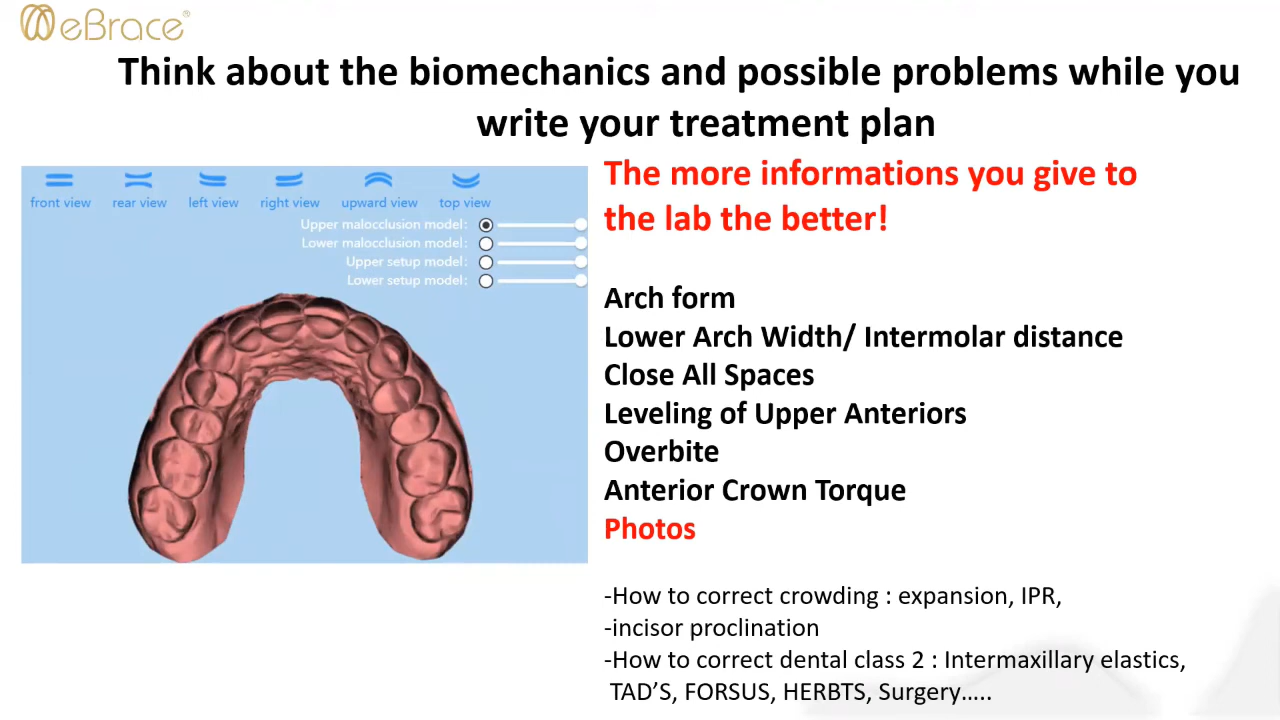 eBrace®
Think about the biomechanics and possible problems while you
write your treatment plan
front view rear view left view right view upward view top view
Upper malocclusion model:
Lower malocclusion model:
Upper setup model:
Lower setup model:
The more informations you give to
the lab the better!
Arch form
Lower Arch Width/ Intermolar distance
Close All Spaces
Leveling of Upper Anteriors
Overbite
Anterior Crown Torque
Photos
-How to correct crowding : expansion, IPR,
-incisor proclination
-How to correct dental class 2 : Intermaxillary elastics,
TAD’S, FORSUS, HERBTS, Surgery…..